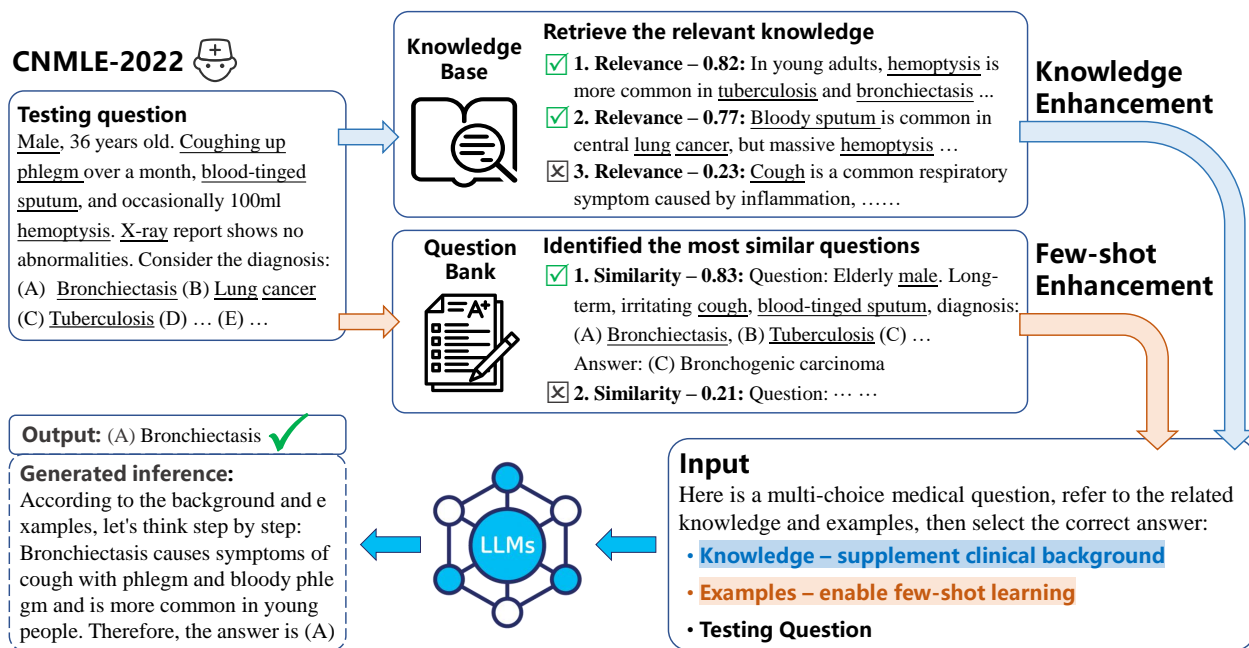 CNMLE-2022
Testing question
Male, 36 years old. Coughing up
phlegm over a month, blood-tinged
sputum, and occasionally 100ml
hemoptysis. X-ray report shows no
abnormalities. Consider the diagnosis:
(A) Bronchiectasis (B) Lung cancer
(C) Tuberculosis (D) … (E) …
Knowledge
Base
Retrieve the relevant knowledge
1. Relevance – 0.82: In young adults, hemoptysis is
more common in tuberculosis and bronchiectasis ...
2. Relevance – 0.77: Bloody sputum is common in
central lung cancer, but massive hemoptysis …
3. Relevance – 0.23: Cough is a common respiratory
symptom caused by inflammation, ……
Knowledge
Enhancement
Question
Bank
A+
Identified the most similar questions
1. Similarity – 0.83: Question: Elderly male. Long-
term, irritating cough, blood-tinged sputum, diagnosis:
(A) Bronchiectasis, (B) Tuberculosis (C) …
Answer: (C) Bronchogenic carcinoma
2. Similarity – 0.21: Question: ⋯ ⋯
Few-shot
Enhancement
Input
Here is a multi-choice medical question, refer to the related
knowledge and examples, then select the correct answer:
• Knowledge – supplement clinical background
• Examples – enable few-shot learning
• Testing Question
LLMs
Output: (A) Bronchiectasis
Generated inference:
According to the background and e
xamples, let's think step by step:
Bronchiectasis causes symptoms of
cough with phlegm and bloody phle
gm and is more common in young
people. Therefore, the answer is (A)